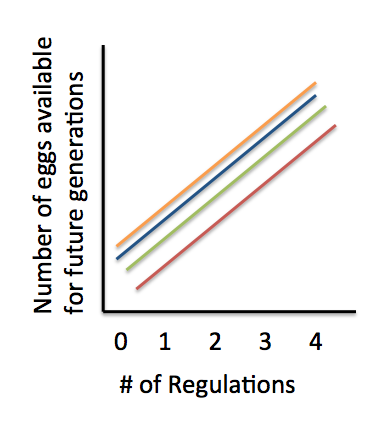 Number of eggs available
for future generations
0 1 2 3 4
# of Regulations